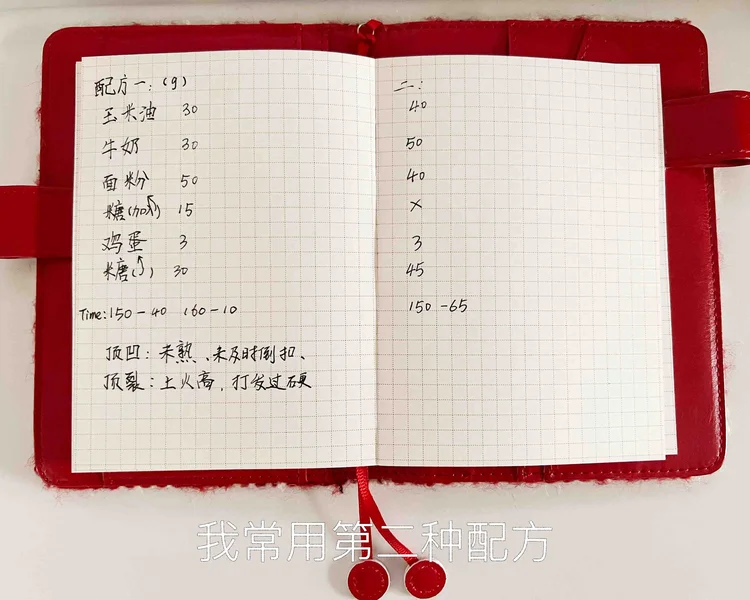 配方一:(g)
玉米油 30
牛奶 30
面粉 50
糖(加入↑) 15
鸡蛋 3
糖(↑) 30
Time:150-40 160-10
顶凹:未熟、未及时倒扣、
顶裂:上火高,打发过硬
二:
40
50
40
×
3
45
150-65
我常用第二种配方